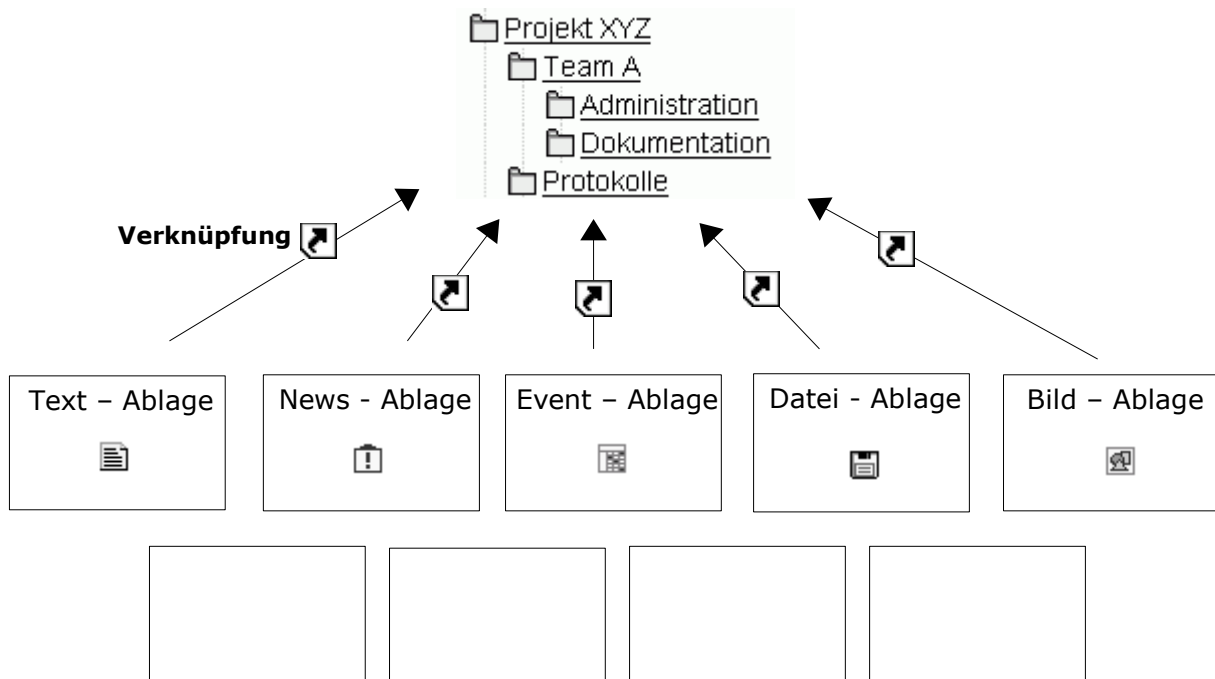 Projekt XYZ
Team A
Administration
Dokumentation
Protokolle
Verknüpfung
Text – Ablage
News - Ablage
Event – Ablage
Datei - Ablage
Bild – Ablage